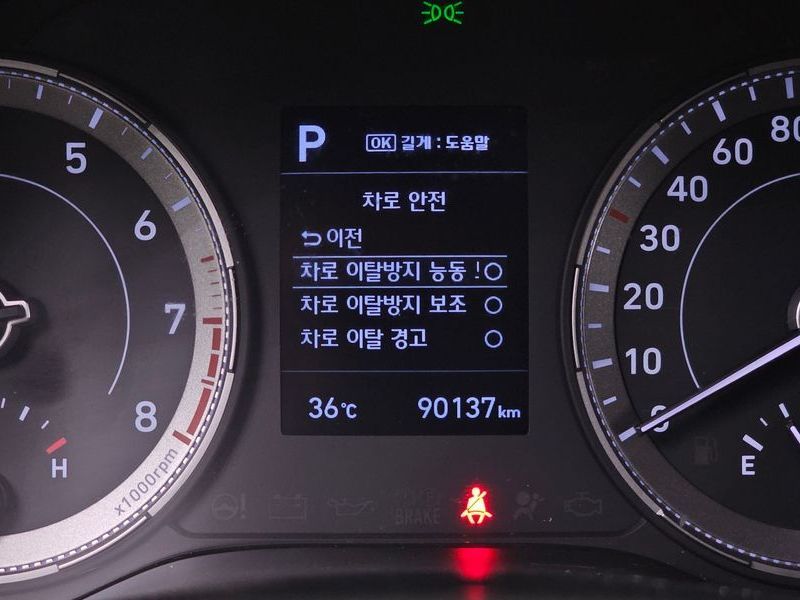 P OK 길게 : 도움말
차로 안전
이전
차로 이탈방지 능동 !
차로 이탈방지 보조
차로 이탈 경고
36℃ 90137km
5
6
7
8
H
x1000rpm
80
60
40
30
20
10
0
E
BRAKE